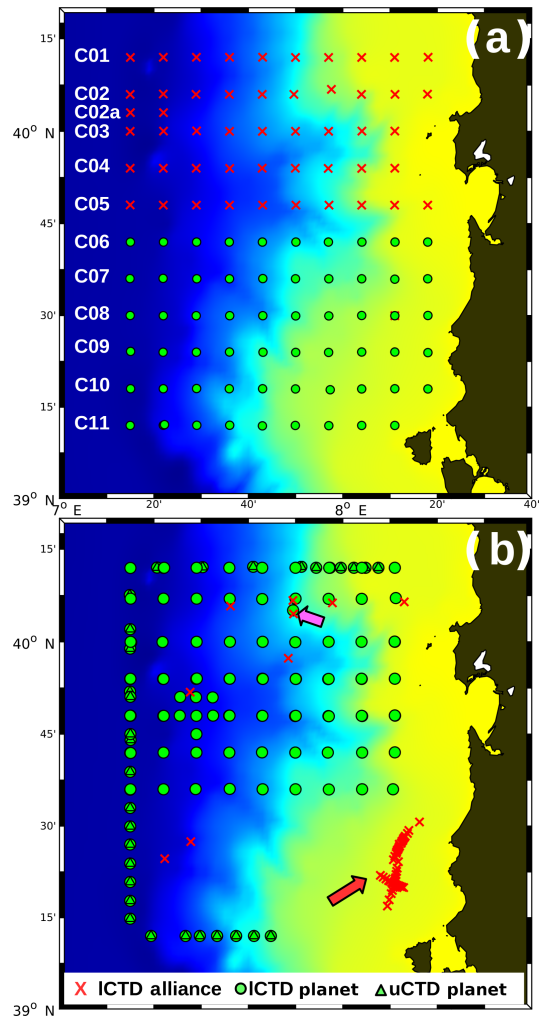 (a)
15'
C01
C02
C02a
40° N
C03
C04
C05
45'
C06
C07
30'
C08
C09
C10
15'
C11
39° N
7° E
20'
40'
8° E
20'
40'
(b)
15'
40° N
45'
30'
15'
X lCTD alliance lCTD planet uCTD planet
39° N